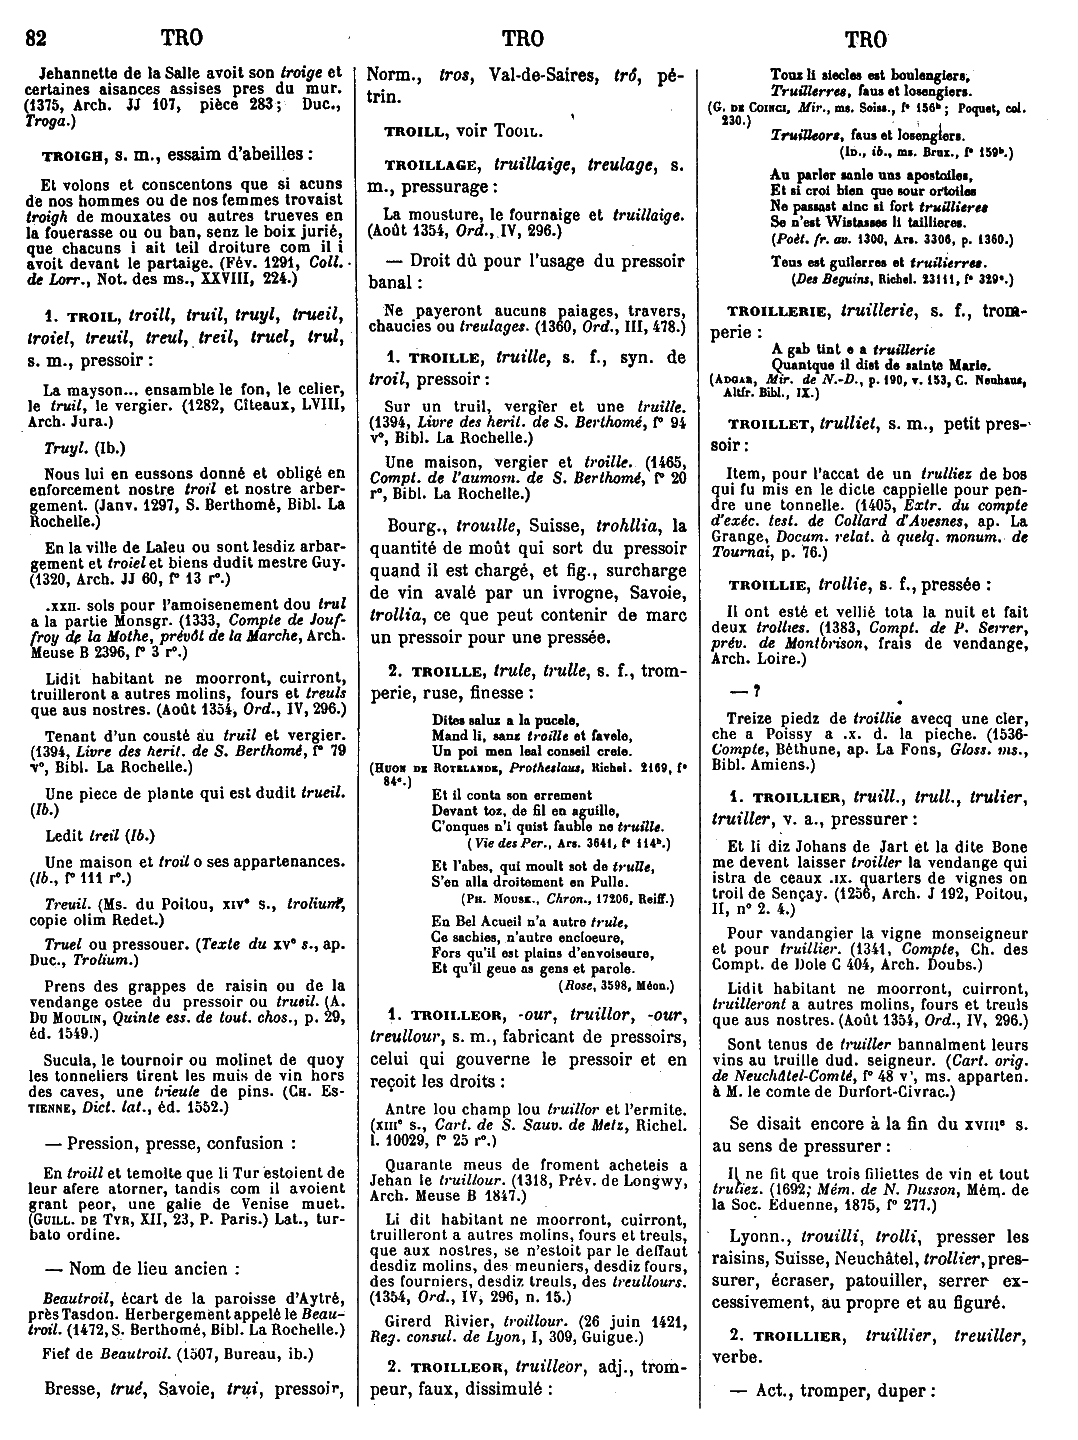 82 TRO TRO TRO
Jehannette de la Salle avoit son troige et
certaines aisances assises pres du mur.
(1375, Arch. JJ 107, pièce 283; Duc.,
Troga.)
TROIGH, s. m., essaim d'abeilles :
Et volons et conscentons que si acuns
de nos hommes ou de nos femmes trovaist
troigh de mouxates ou autres trueves en
la fouerasse ou ou ban, senz le boix jurié,
que chacuns i ait teil droiture com il i
avoit devant le partaige. (Fév. 1291, Coll.
de Lorr., Not. des ms., XXVIII, 224.)
1. TROIL, troill, truil, truyl, trueil,
troiel, treuil, treul, treil, truel, trul,
s. m., pressoir :
La mayson... ensamble le fon, le celier,
le truil, le vergier. (1282, Cîteaux, LVIII,
Arch. Jura.)
Truyl. (Ib.)
Nous lui en eussons donné et obligé en
enforcement nostre troil et nostre arber-
gement. (Janv. 1297, S. Berthomé, Bibl. La
Rochelle.)
En la ville de Laleu ou sont lesdiz arbar-
gement et troiel et biens dudit mestre Guy.
(1320, Arch. JJ 60, f° 13 r°.)
.XXII. sols pour l'amoisenement dou trul
a la partie Monsgr. (1333, Compte de Jouf-
froy de la Mothe, prévôt de la Marche, Arch.
Meuse B 2396, f° 3 r°.)
Lidit habitant ne moorront, cuirront,
truilleront a autres molins, fours et treuls
que aus nostres. (Août 1354, Ord., IV, 296.)
Tenant d'un cousté au truil et vergier.
(1394, Livre des herit. de S. Berthomé, f° 79
v°, Bibl. La Rochelle.)
Une piece de plante qui est dudit trueil.
(Ib.)
Ledit treil (Ib.)
Une maison et troil o ses appartenances.
(Ib., f° 111 r°.)
Treuil. (Ms. du Poitou, XIV° s., trolium,
copie olim Redet.)
Truel ou pressouer. (Texte du XV° s., ap.
Duc., Trolium.)
Prens des grappes de raisin ou de la
vendange ostee du pressoir ou trueil. (A.
DU MOULIN, Quinte ess. de tout. chos., p. 29,
éd. 1549.)
Sucula, le tournoir ou molinet de quoy
les tonneliers tirent les muis de vin hors
des caves, une trieule de pins. (CH. ES-
TIENNE, Dict. lat., éd. 1552.)
— Pression, presse, confusion :
En troill et temolte que li Tur estoient de
leur afere atorner, tandis com il avoient
grant peor, une galie de Venise muet.
(GUILL. DE TYR, XII, 23, P. Paris.) Lat., tur-
bato ordine.
— Nom de lieu ancien :
Beautroil, écart de la paroisse d'Aytré,
près Tasdon. Herbergement appelé le Beau-
troil. (1472, S. Berthomé, Bibl. La Rochelle.)
Fief de Beautroil. (1507, Bureau, ib.)
Bresse, trué, Savoie, trui, pressoir,
Norm., tros, Val-de-Saires, trô, pé-
trin.
TROILL, voir TOOIL.
TROILLAGE, truillaige, treulage, s.
m., pressurage :
La mousture, le fournaige et truillaige.
(Août 1354, Ord., IV, 296.)
— Droit dû pour l'usage du pressoir
banal :
Ne payeront aucuns paiages, travers,
chaucies ou treulages. (1360, Ord., III, 478.)
1. TROILLE, truille, s. f., syn. de
troil, pressoir :
Sur un truil, vergier et une truille.
(1394, Livre des herit. de S. Berthomé, f° 94
v°, Bibl. La Rochelle.)
Une maison, vergier et troille. (1465,
Compt. de l'aumosn. de S. Berthomé, f° 20
r°, Bibl. La Rochelle.)
Bourg., trouille, Suisse, trohllia, la
quantité de moût qui sort du pressoir
quand il est chargé, et fig., surcharge
de vin avalé par un ivrogne, Savoie,
trollia, ce que peut contenir de marc
un pressoir pour une pressée.
2. TROILLE, trule, trulle, s. f., trom-
perie, ruse, finesse :
Dites saluz a la pucele,
Mand li, sanz troille et favele,
Un poi men leal conseil creie.
(HUON DE ROTELANDE, Protheslaus, Richel. 2169, f°
84°.)
Et il conta son errement
Devant toz, de fil en aguille,
C'onques n'i quist fauble ne truille.
(Vie des Per., Ars. 3641, f° 114ᵇ.)
Et l'abes, qui moult sot de trulle,
S'en alla droitement en Pulle.
(PH. MOUSK., Chron., 17206, Reiff.)
En Bel Acueil n'a autre trule,
Ce sachies, n'autre encloeure,
Fors qu'il est plains d'envoiseure,
Et qu'il geue as gens et parole.
(Rose, 3598, Méon.)
1. TROILLEOR, -our, truillor, -our,
treullour, s. m., fabricant de pressoirs,
celui qui gouverne le pressoir et en
reçoit les droits :
Antre lou champ lou truillor et l'ermite.
(XIII° s., Cart. de S. Sauv. de Metz, Richel.
l. 10029, f° 25 r°.)
Quarante meus de froment acheteis a
Jehan le truillour. (1318, Prév. de Longwy,
Arch. Meuse B 1847.)
Li dit habitant ne moorront, cuirront,
truilleront a autres molins, fours et treuls,
que aux nostres, se n'estoit par le deffaut
desdiz molins, des meuniers, desdiz fours,
des fourniers, desdiz treuls, des treullours.
(1354, Ord., IV, 296, n. 15.)
Girerd Rivier, troillour. (26 juin 1421,
Reg. consul. de Lyon, I, 309, Guigue.)
2. TROILLEOR, truilleor, adj., trom-
peur, faux, dissimulé :
Touz li siecles est boulengiers,
Truillerres, faus et losengiers.
(G. DE COINCI, Mir., ms. Soiss., f° 156ᵇ; Poquet, col.
230.)
Truilleors, faus et losengiers.
(ID., ib., ms. Brux., f° 159ᵇ.)
Au parler sanle uns apostoiles,
Et si croi bien que sour ortoiles
Ne passast ainc si fort truillieres
Se n'est Wistasses li taillieres.
(Poèt. fr. av. 1300, Ars. 3306, p. 1360.)
Teus est guilerres et truilierres.
(Des Beguins, Richel. 23111, f° 329°.)
TROILLERIE, truillerie, s. f., trom-
perie :
A gab tint e a truillerie
Quantque il dist de sainte Marie.
(ADGAR, Mir. de N.-D., p. 190, v. 153, C. Neuhaus,
Altfr. Bibl., IX.)
TROILLET, trulliet, s. m., petit pres-
soir :
Item, pour l'accat de un trulliez de bos
qui fu mis en le dicte cappielle pour pen-
dre une tonnelle. (1405, Extr. du compte
d'exéc. test. de Collard d'Avesnes, ap. La
Grange, Docum. relat. à quelq. monum. de
Tournai, p. 76.)
TROILLIE, trollie, s. f., pressée :
Il ont esté et vellié tota la nuit et fait
deux trollies. (1383, Compt. de P. Serrer,
prév. de Montbrison, frais de vendange,
Arch. Loire.)
— ?
Treize piedz de troillie avecq une cler,
che a Poissy a .x. d. la pieche. (1536-
Compte, Béthune, ap. La Fons, Gloss. ms.,
Bibl. Amiens.)
1. TROILLIER, truill., trull., trulier,
truiller, v. a., pressurer :
Et li diz Johans de Jart et la dite Bone
me devent laisser troiller la vendange qui
istra de ceaux .IX. quarters de vignes on
troil de Sençay. (1256, Arch. J 192, Poitou,
II, n° 2. 4.)
Pour vandangier la vigne monseigneur
et pour truillier. (1341, Compte, Ch. des
Compt. de Dole C 404, Arch. Doubs.)
Lidit habitant ne moorront, cuirront,
truilleront a autres molins, fours et treuls
que aus nostres. (Août 1354, Ord., IV, 296.)
Sont tenus de truiller bannalment leurs
vins au truille dud. seigneur. (Cart. orig.
de Neuchâtel-Comté, f° 48 v°, ms. apparten.
à M. le comte de Durfort-Civrac.)
Se disait encore à la fin du XVIII° s.
au sens de pressurer :
Il ne fit que trois filiettes de vin et tout
truliez. (1692; Mém. de N. Dusson, Mém. de
la Soc. Eduenne, 1875, f° 277.)
Lyonn., trouilli, trolli, presser les
raisins, Suisse, Neuchâtel, trollier, pres-
surer, écraser, patouiller, serrer ex-
cessivement, au propre et au figuré.
2. TROILLIER, truillier, treuiller,
verbe.
— Act., tromper, duper :